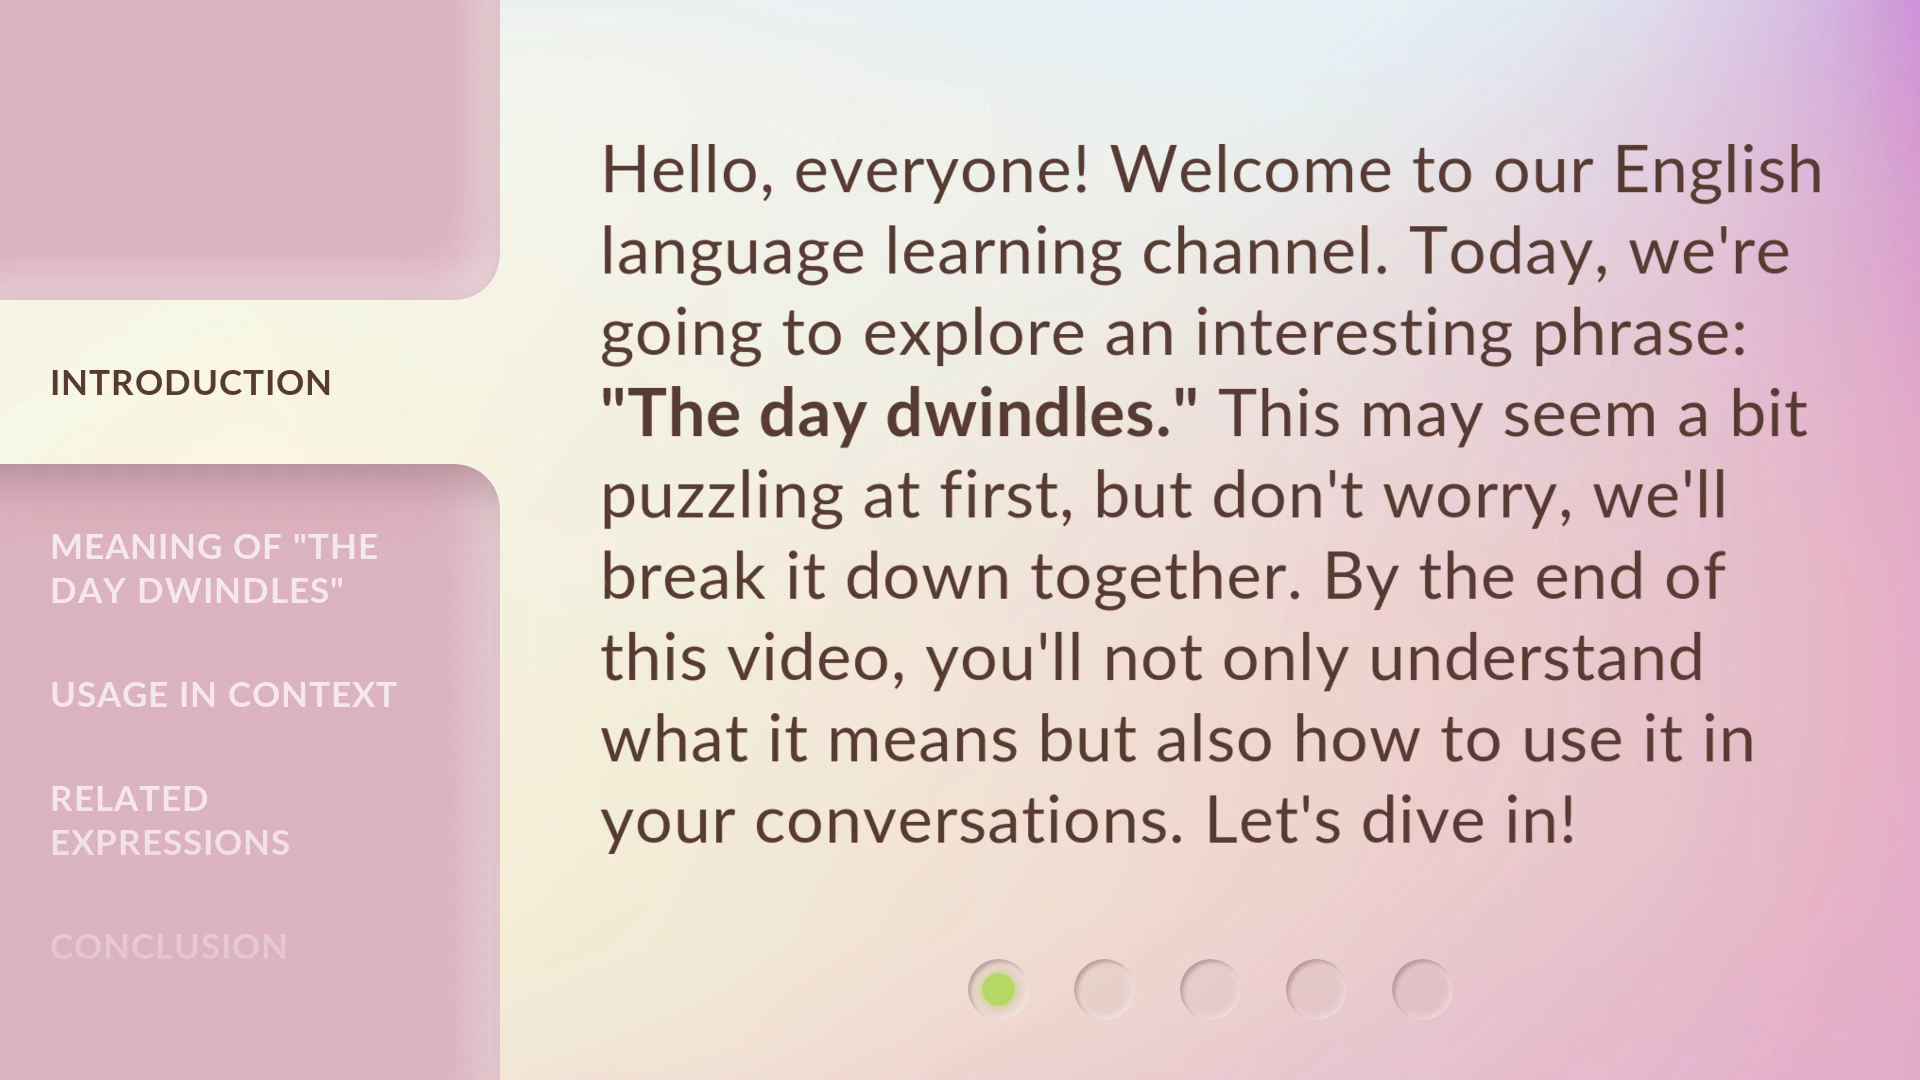 INTRODUCTION
MEANING OF "THE
DAY DWINDLES"
USAGE IN CONTEXT
RELATED
EXPRESSIONS
CONCLUSION
Hello, everyone! Welcome to our English
language learning channel. Today, we're
going to explore an interesting phrase:
"The day dwindles." This may seem a bit
puzzling at first, but don't worry, we'll
break it down together. By the end of
this video, you'll not only understand
what it means but also how to use it in
your conversations. Let's dive in!